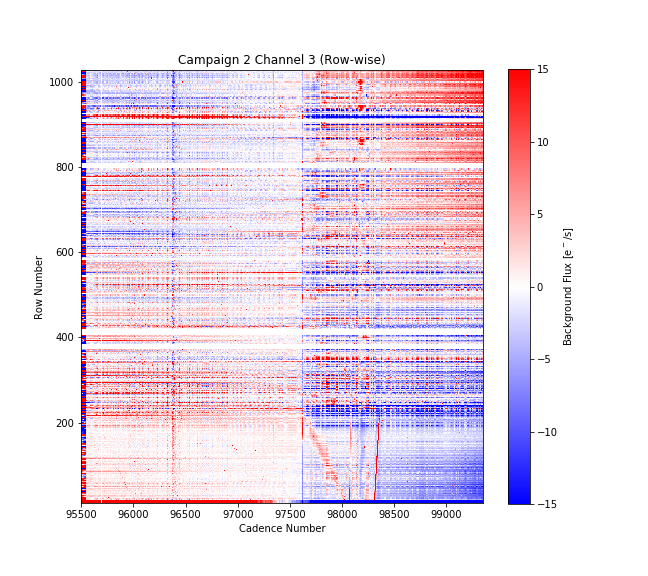 Campaign 2 Channel 3 (Row-wise)
1000
800
600
400
200
Row Number
95500 96000 96500 97000 97500 98000 98500 99000
Cadence Number
15
10
5
0
−5
−10
−15
Background Flux [e⁻/s]